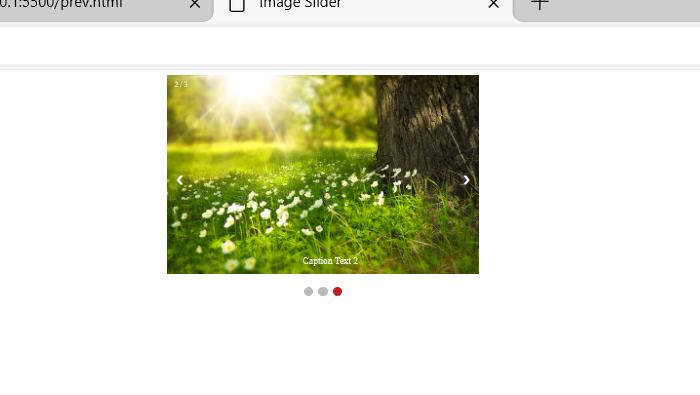 0.1:5500/prev.html
Image Slider
2 / 3
Caption Text 2